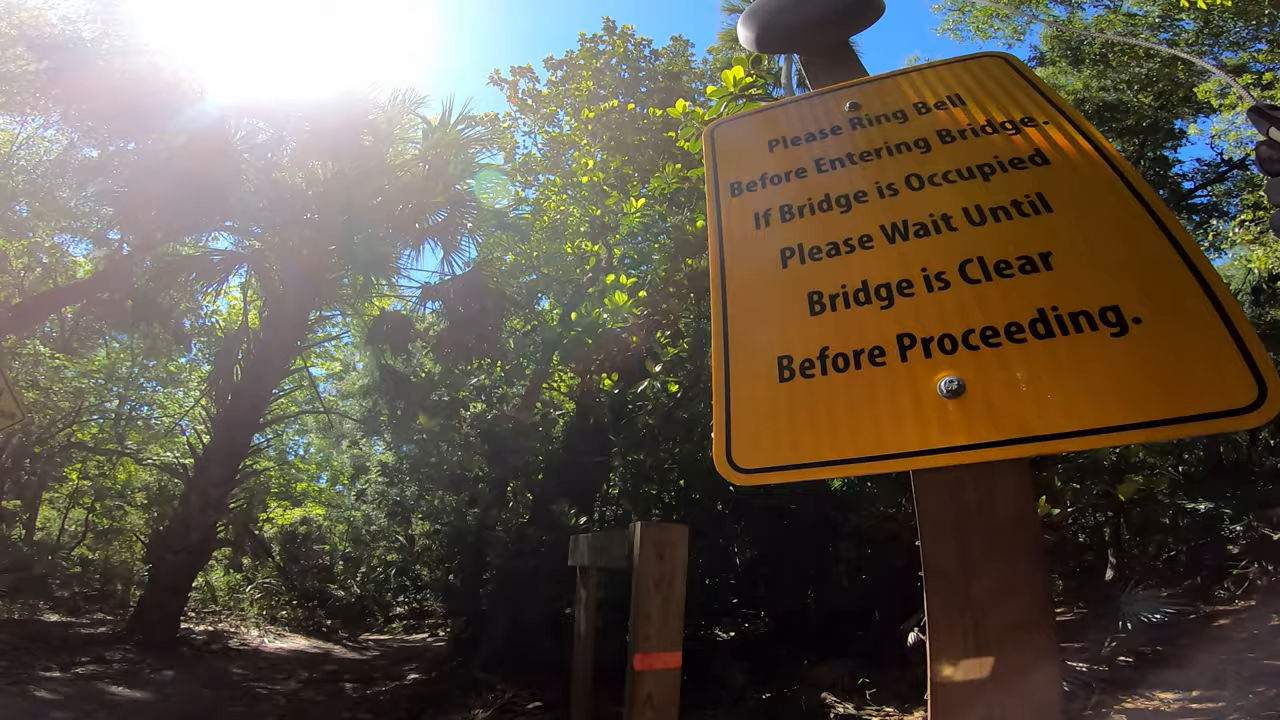 Please Ring Bell
Before Entering Bridge.
If Bridge is Occupied
Please Wait Until
Bridge is Clear
Before Proceeding.